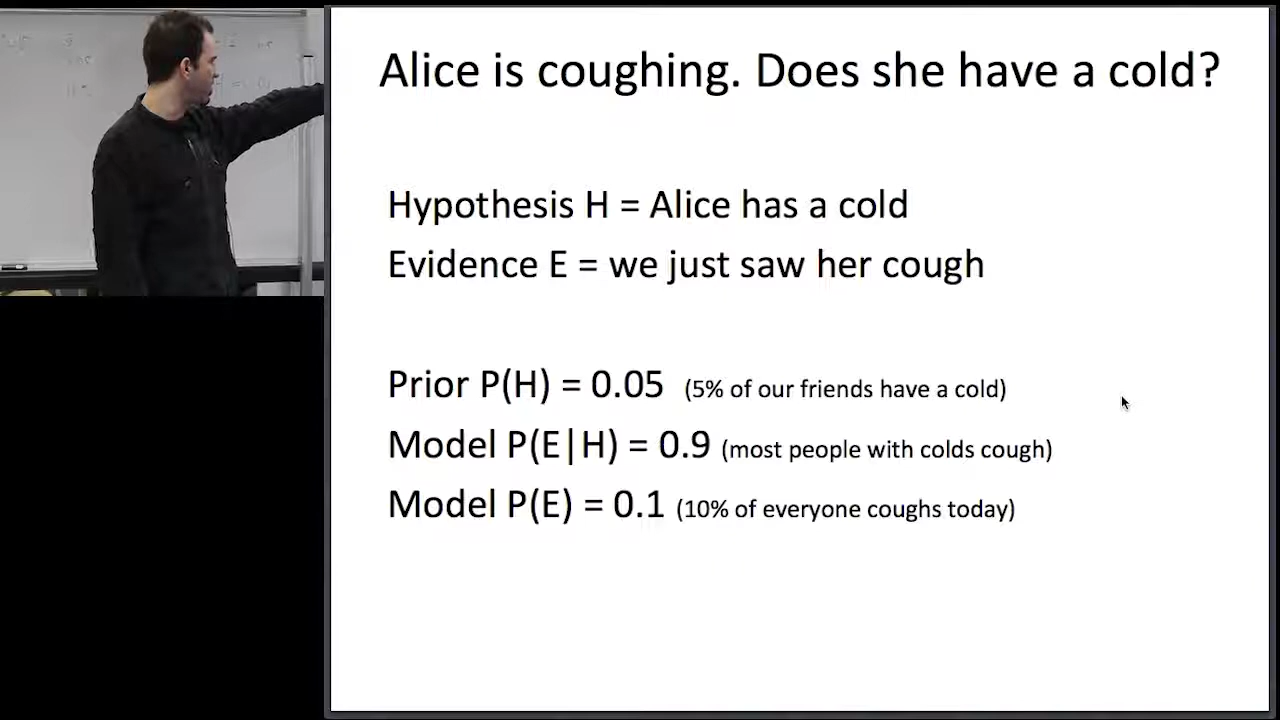 Alice is coughing. Does she have a cold?
Hypothesis H = Alice has a cold
Evidence E = we just saw her cough
Prior P(H) = 0.05 (5% of our friends have a cold)
Model P(E|H) = 0.9 (most people with colds cough)
Model P(E) = 0.1 (10% of everyone coughs today)